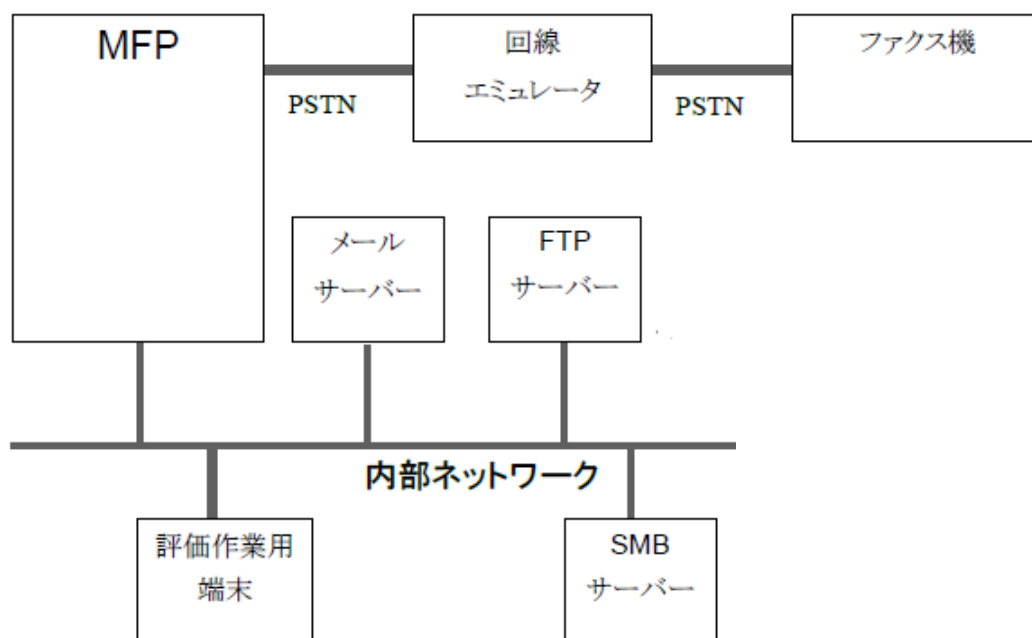 MFP
回線
エミュレータ
ファクス機
PSTN
PSTN
メール
サーバー
FTP
サーバー
内部ネットワーク
評価作業用
端末
SMB
サーバー